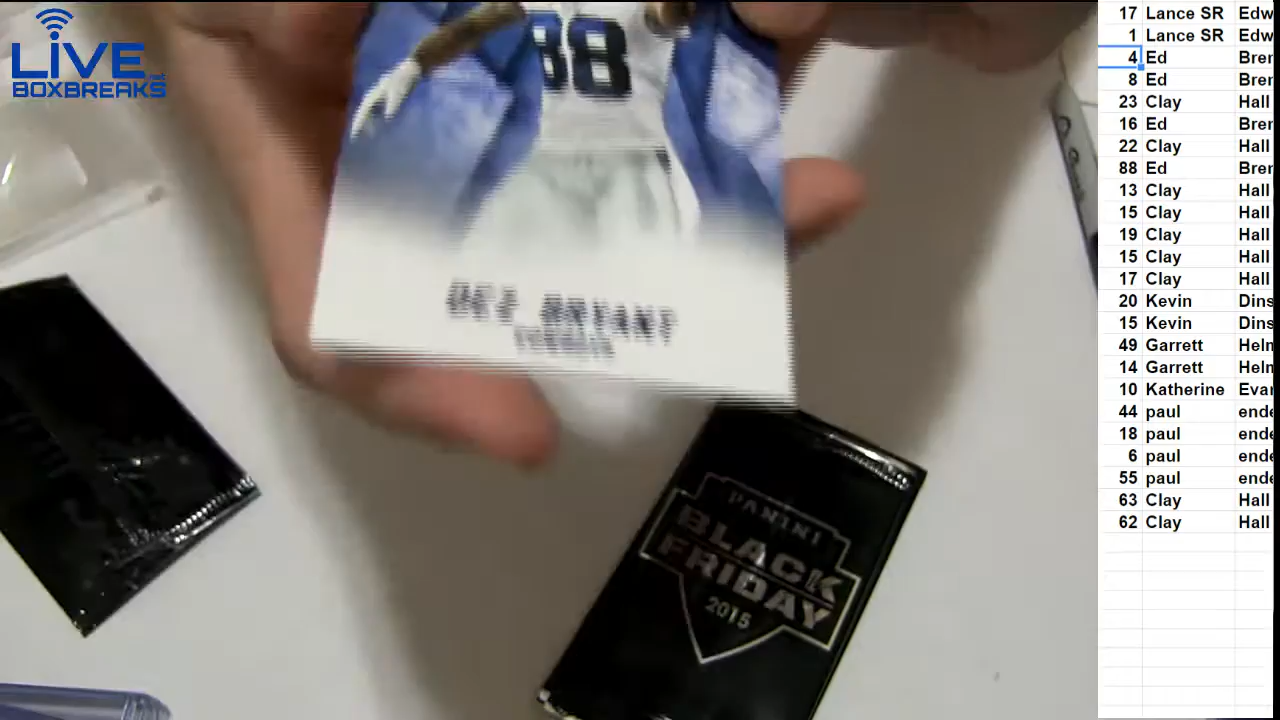 LiVE
BOXBREAKS.net
88
DEZ BRYANT
COWBOYS
PANINI
BLACK
FRIDAY
2015
17 Lance SR Edw
1 Lance SR Edw
4 Ed Bren
8 Ed Bren
23 Clay Hall
16 Ed Bren
22 Clay Hall
88 Ed Bren
13 Clay Hall
15 Clay Hall
19 Clay Hall
15 Clay Hall
17 Clay Hall
20 Kevin Dins
15 Kevin Dins
49 Garrett Helm
14 Garrett Helm
10 Katherine Evan
44 paul ende
18 paul ende
6 paul ende
55 paul ende
63 Clay Hall
62 Clay Hall